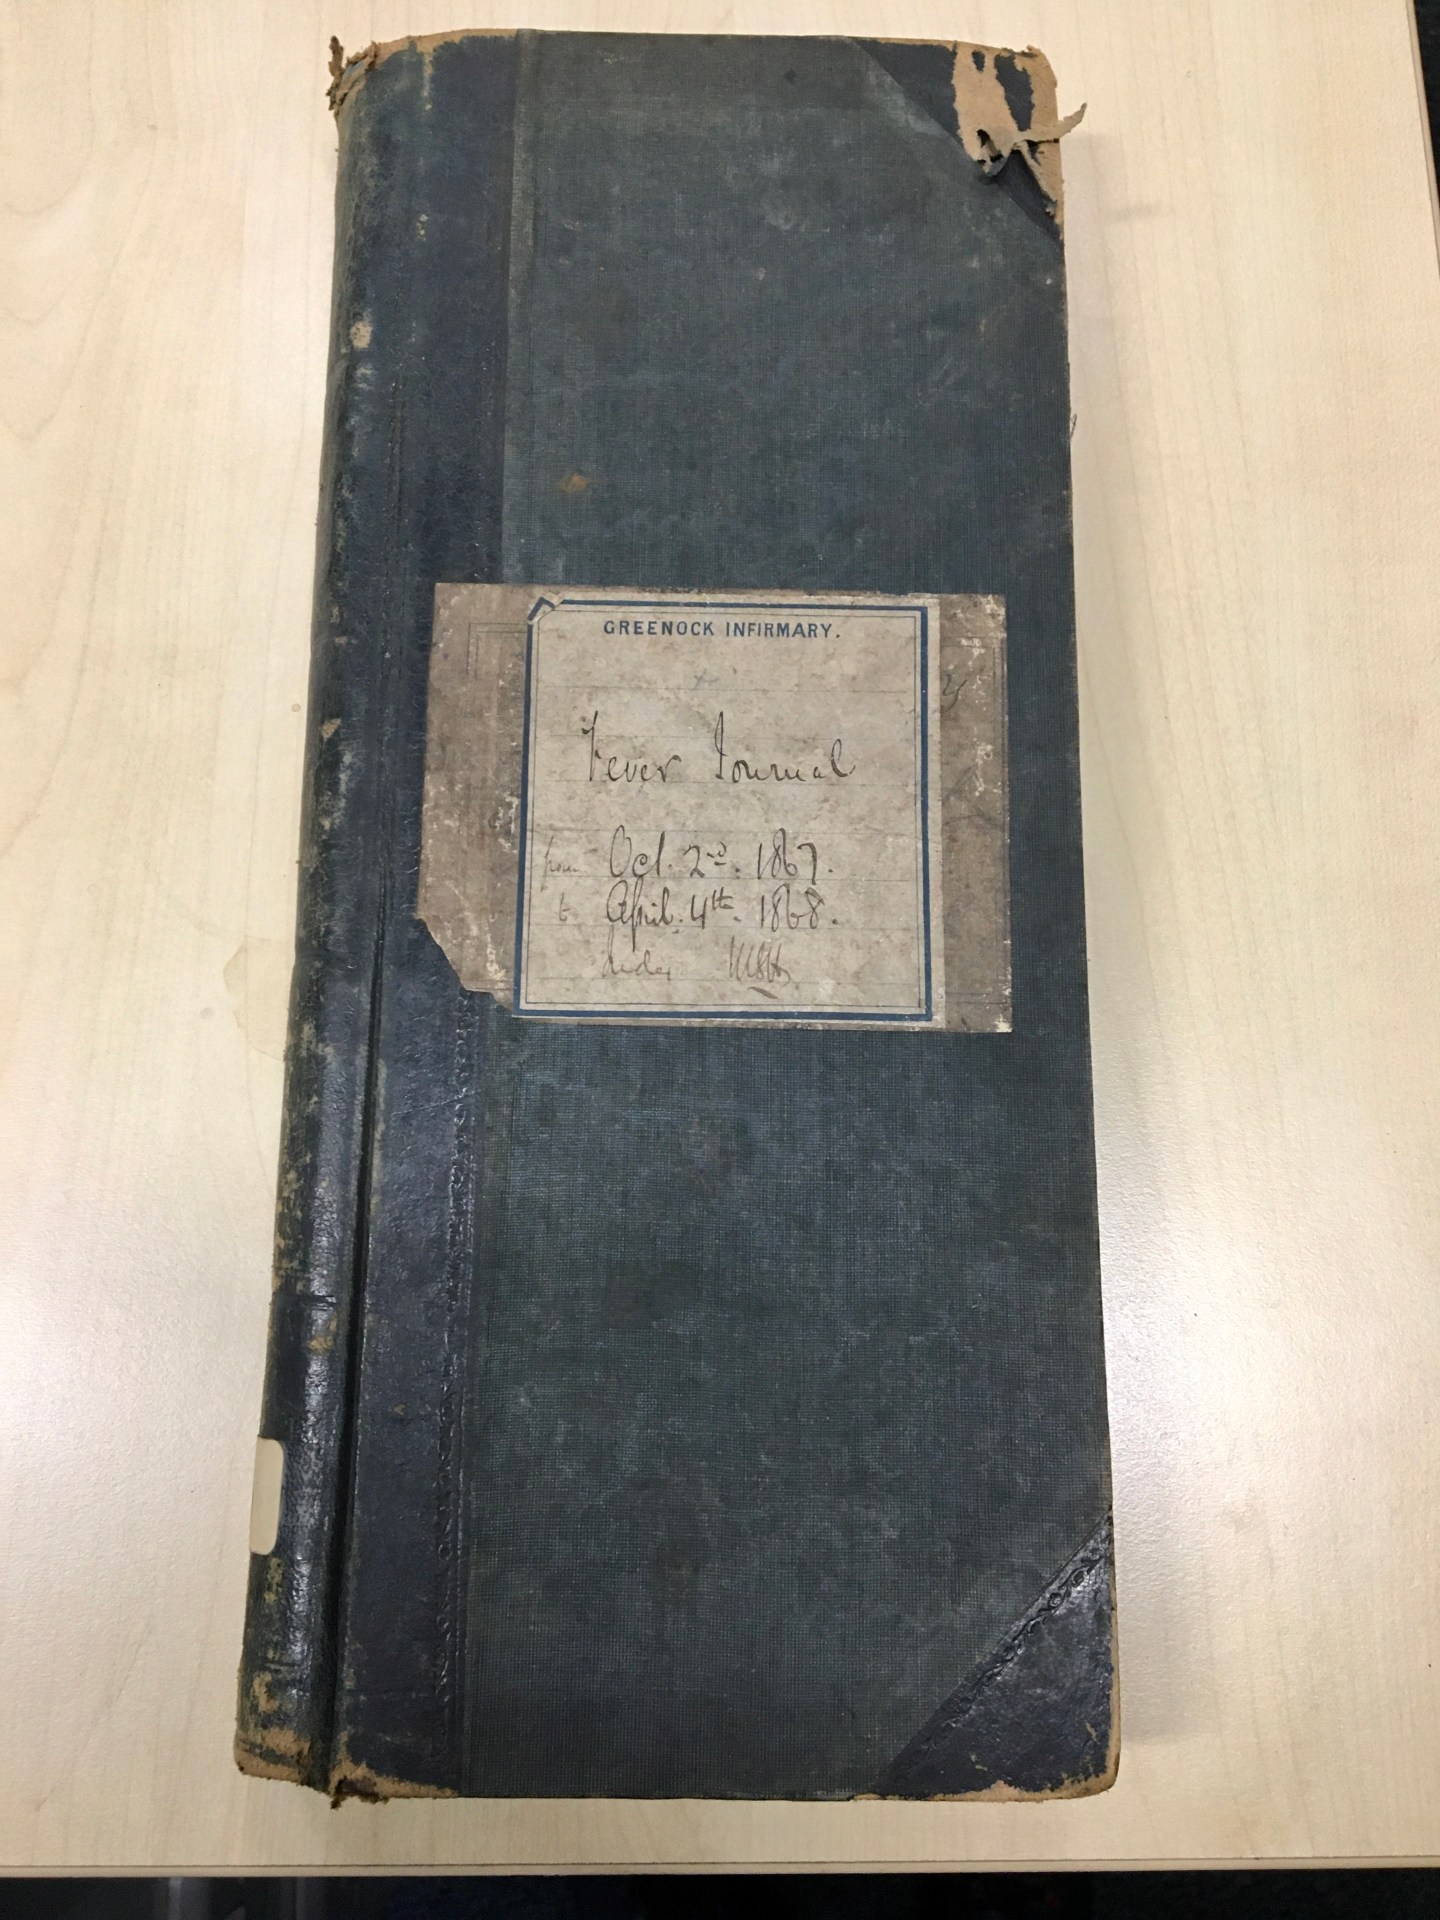 GREENOCK INFIRMARY.
Fever Journal
from Oct. 2nd. 1867.
to April. 4th. 1868.